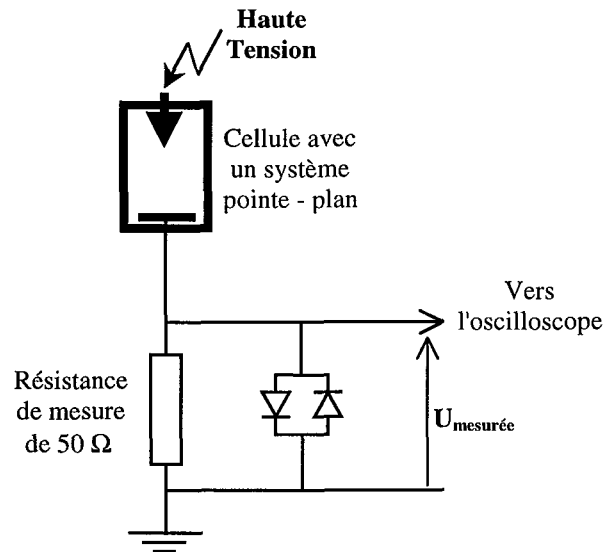 Haute
Tension
Cellule avec
un système
pointe - plan
Vers
l'oscilloscope
Résistance
de mesure
de 50 Ω
Umesurée